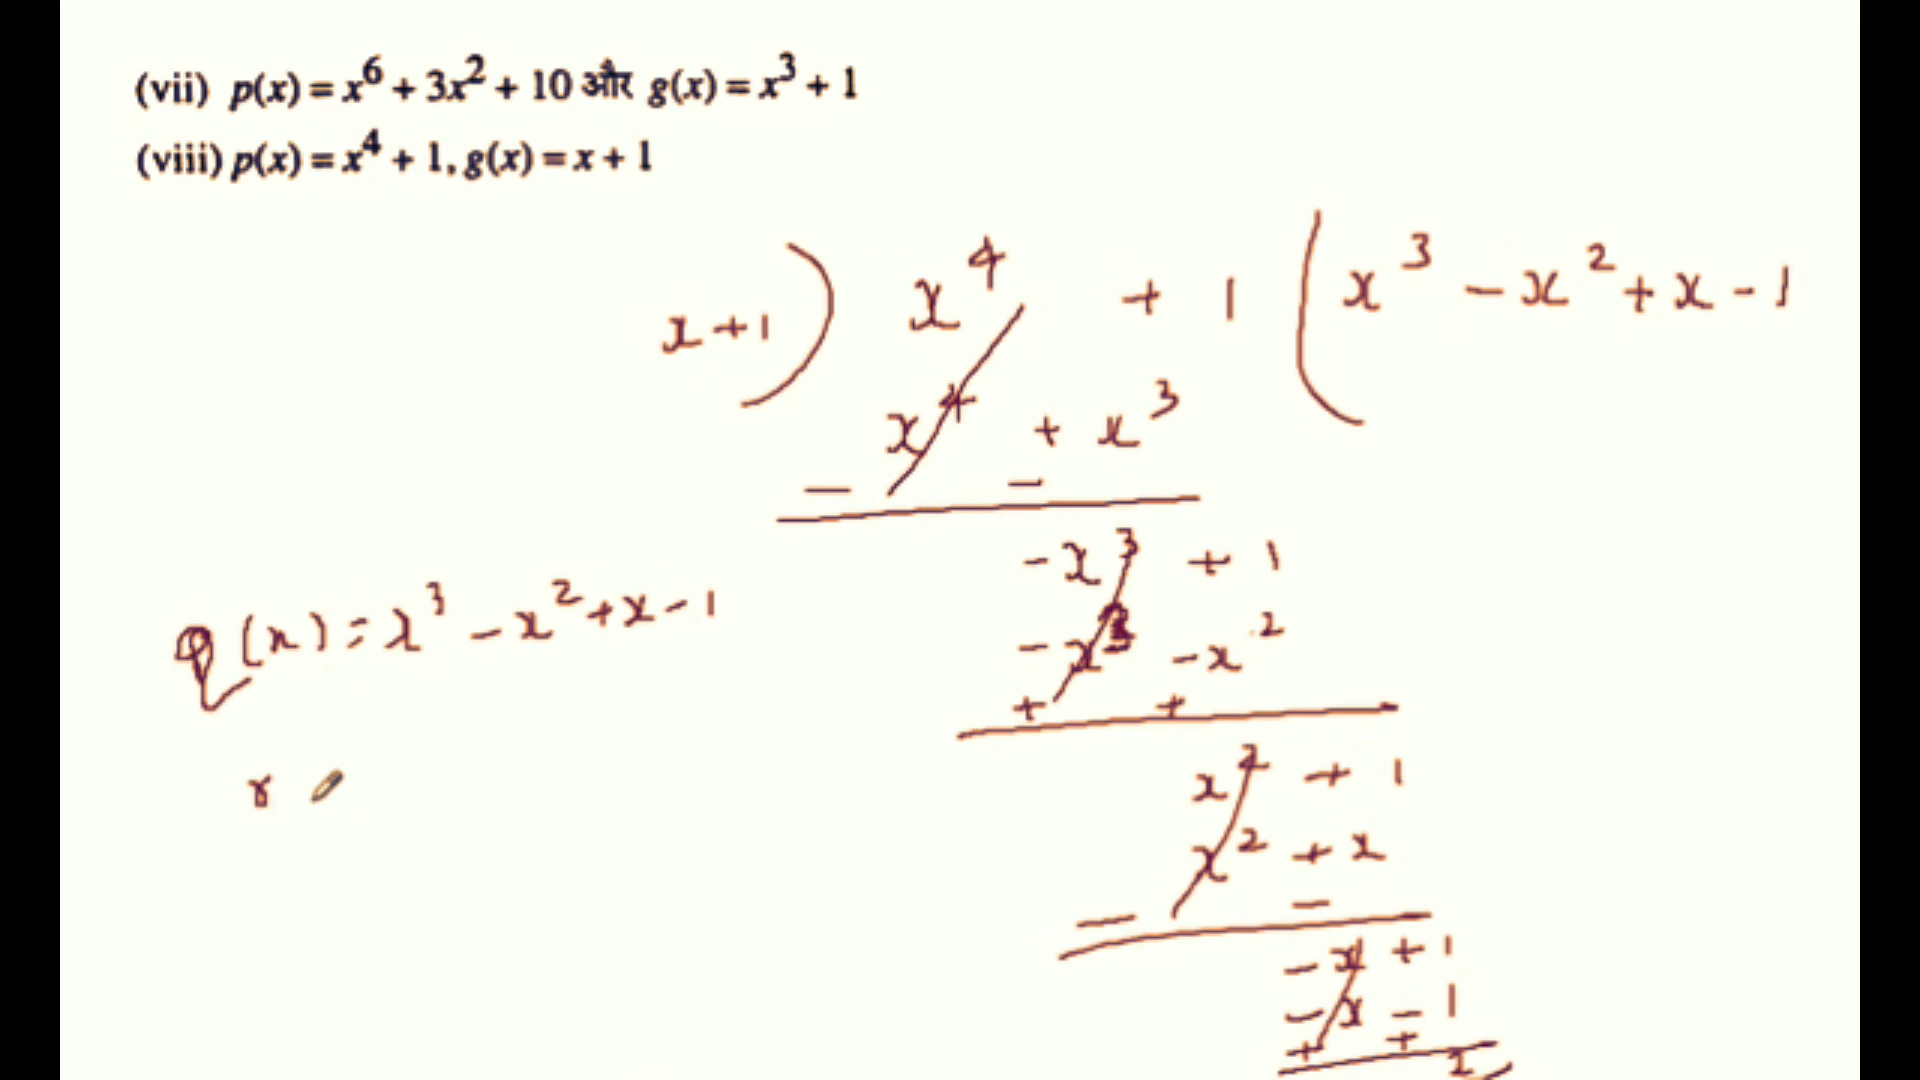 (vii) p(x) = x⁶ + 3x² + 10 और g(x) = x³ + 1
(viii) p(x) = x⁴ + 1, g(x) = x + 1
x+1 ) x⁴ + 1 ( x³ - x² + x - 1
x⁴ + x³
- -
-x³ + 1
-x³ - x²
+ +
q(x) = x³ - x² + x - 1
x² + 1
r
x² + x
- -
-x + 1
-x - 1
+ +
2